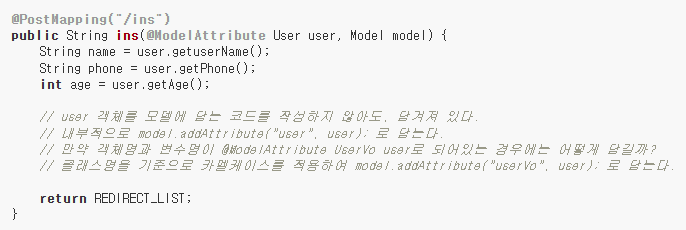 @PostMapping("/ins")
public String ins(@ModelAttribute User user, Model model) {
String name = user.getuserName();
String phone = user.getPhone();
int age = user.getAge();
// user 객체를 모델에 담는 코드를 작성하지 않아도, 담겨져 있다.
// 내부적으로 model.addAttribute("user", user); 로 담는다.
// 만약 객체명과 변수명이 @ModelAttribute UserVo user로 되어있는 경우에는 어떻게 담길까?
// 클래스명을 기준으로 카멜케이스를 적용하여 model.addAttribute("userVo", user); 로 담는다.
return REDIRECT_LIST;
}